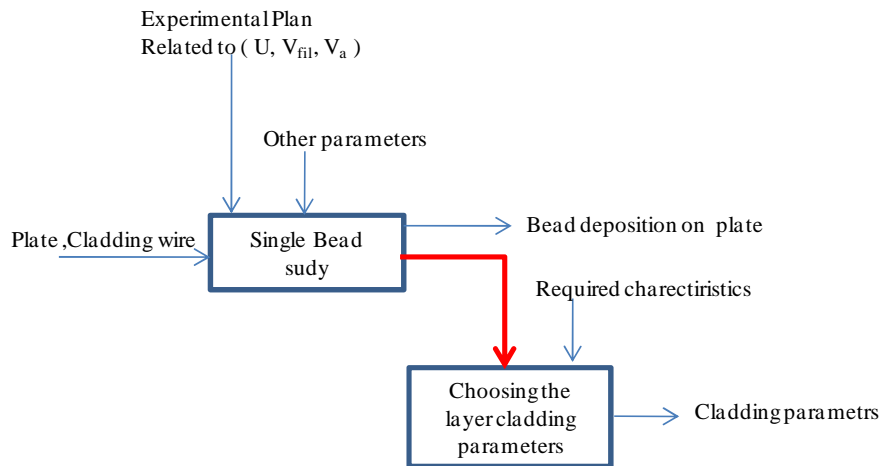 Experimental Plan
Related to ( U, Vfil, Va )
Other parameters
Plate ,Cladding wire
Single Bead
sudy
Bead deposition on plate
Required charectiristics
Choosing the
layer cladding
parameters
Cladding parametrs